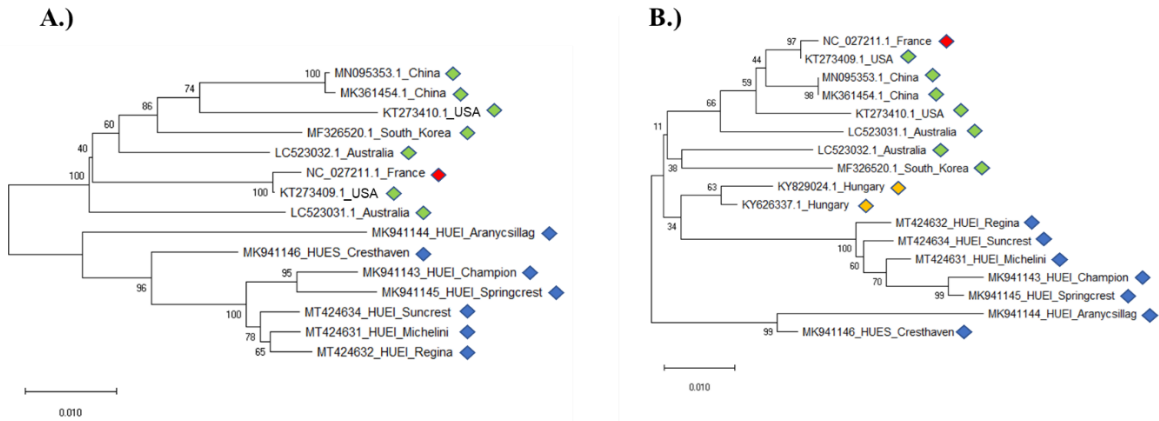 A.)
100
MN095353.1_China
74
MK361454.1_China
86
KT273410.1_USA
60
MF326520.1_South_Korea
40
LC523032.1_Australia
NC_027211.1_France
100
100
KT273409.1_USA
LC523031.1_Australia
MK941144_HUEI_Aranycsillag
MK941146_HUES_Cresthaven
96
95
MK941143_HUEI_Champion
MK941145_HUEI_Springcrest
100
MT424634_HUEI_Suncrest
78
MT424631_HUEI_Michelini
65
MT424632_HUEI_Regina
0.010
B.)
97
NC_027211.1_France
44
KT273409.1_USA
59
MN095353.1_China
98
MK361454.1_China
66
KT273410.1_USA
11
LC523031.1_Australia
LC523032.1_Australia
38
MF326520.1_South_Korea
63
KY829024.1_Hungary
KY626337.1_Hungary
34
MT424632_HUEI_Regina
100
MT424634_HUEI_Suncrest
60
MT424631_HUEI_Michelini
70
MK941143_HUEI_Champion
99
MK941145_HUEI_Springcrest
MK941144_HUEI_Aranycsillag
99
MK941146_HUES_Cresthaven
0.010